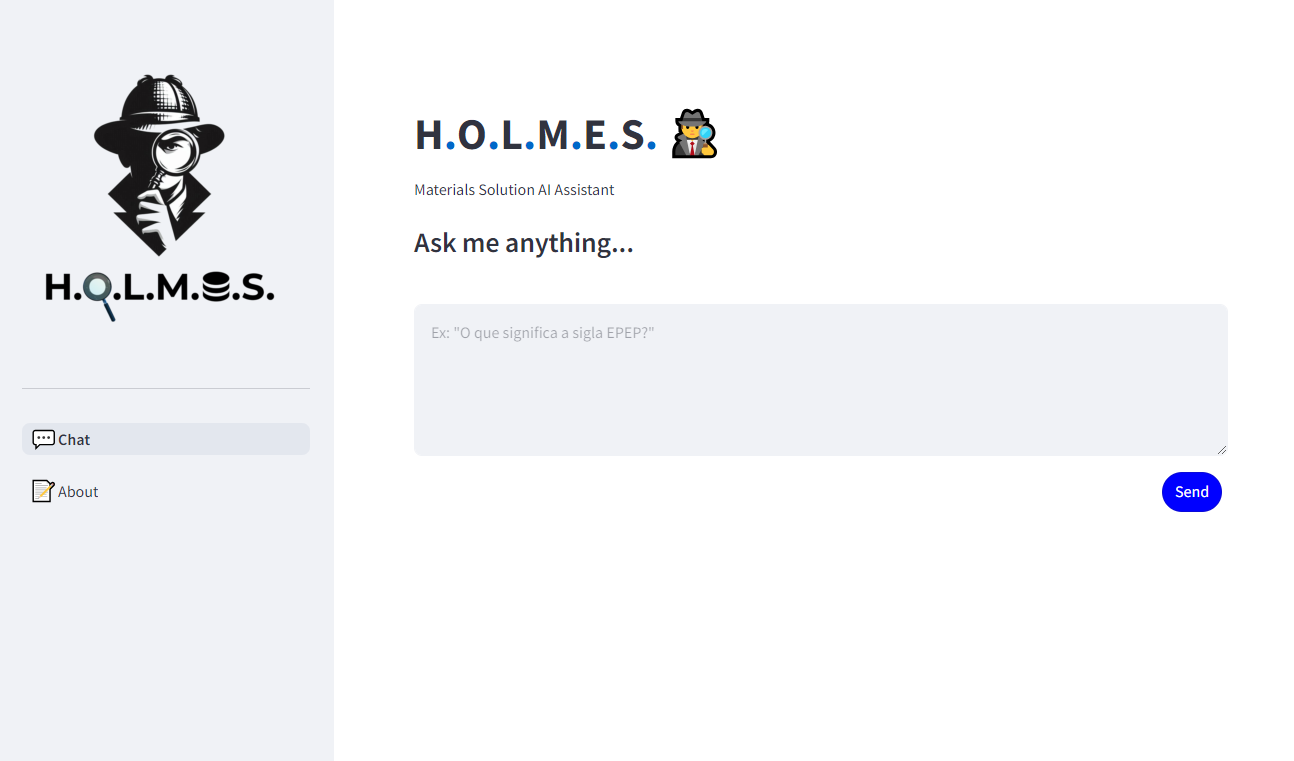 H.O.L.M.E.S.
Chat
About
H.O.L.M.E.S.
Materials Solution AI Assistant
Ask me anything...
Ex: "O que significa a sigla EPEP?"
Send